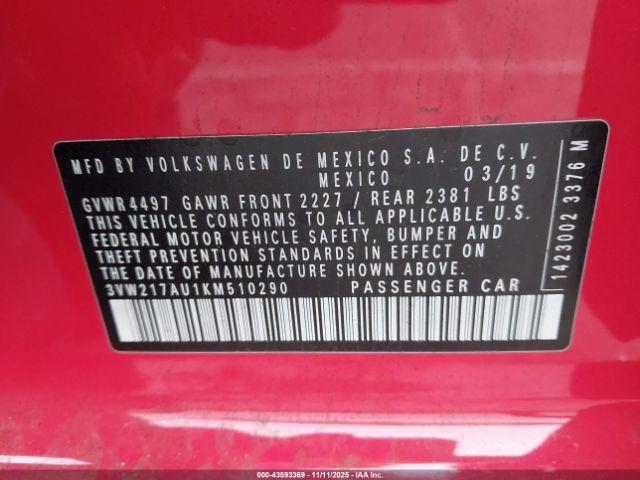 MFD BY VOLKSWAGEN DE MEXICO S.A. DE C.V.
MEXICO 03/19
GVWR 4497 GAWR FRONT 2227 / REAR 2381 LBS
THIS VEHICLE CONFORMS TO ALL APPLICABLE U.S.
FEDERAL MOTOR VEHICLE SAFETY, BUMPER AND
THEFT PREVENTION STANDARDS IN EFFECT ON
THE DATE OF MANUFACTURE SHOWN ABOVE.
3VW217AU1KM510290 PASSENGER CAR
1423002 3376 M
000-43593369 - 11/11/2025 - IAA, Inc.